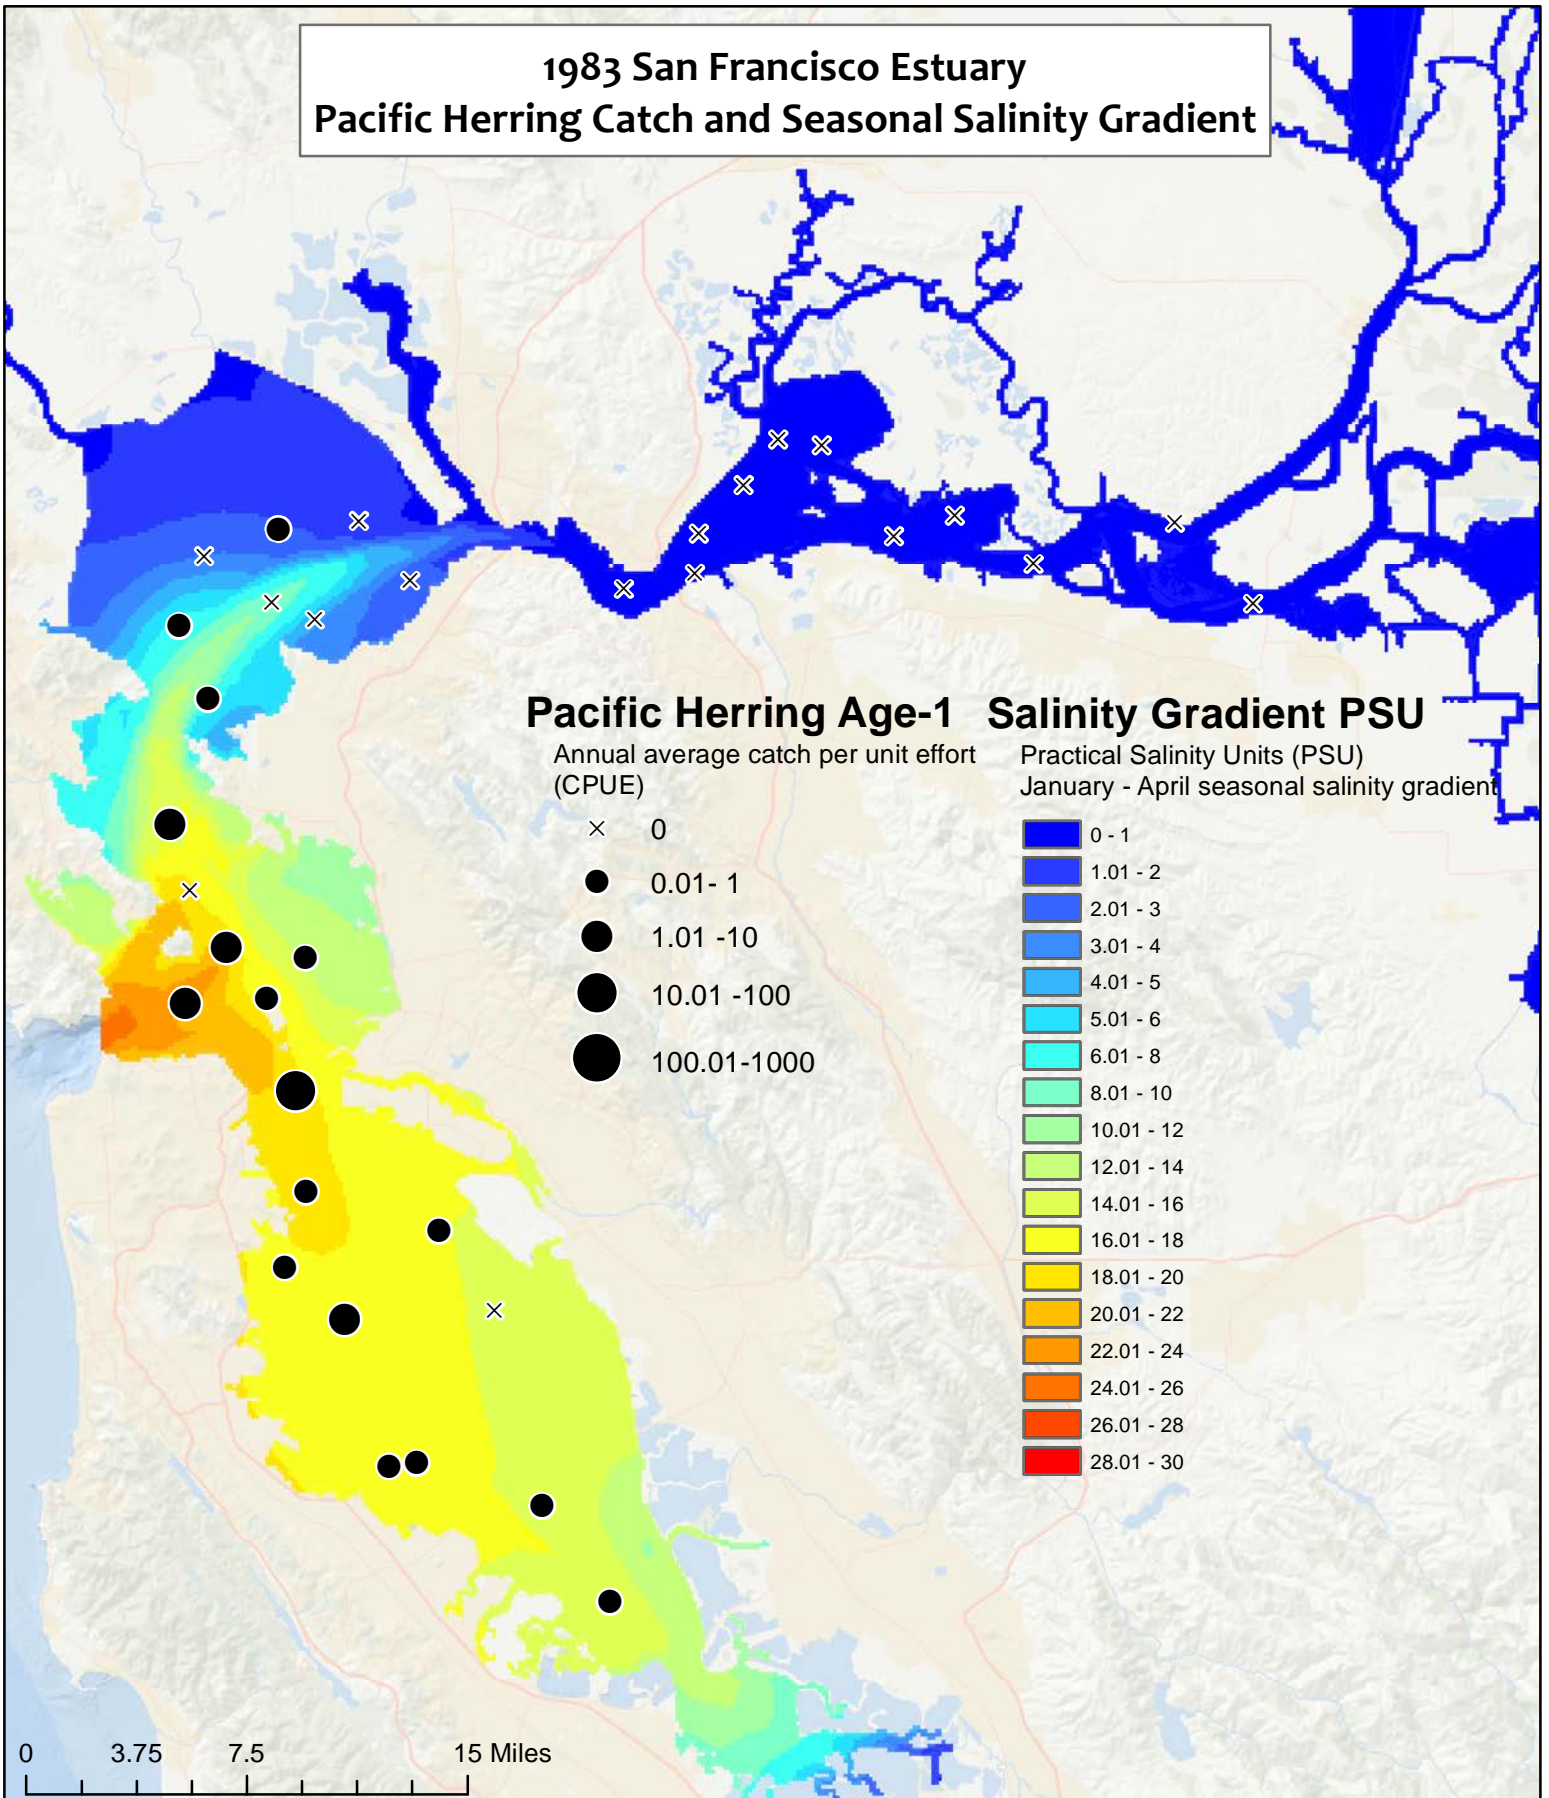 1983 San Francisco Estuary
Pacific Herring Catch and Seasonal Salinity Gradient
Pacific Herring Age-1
Annual average catch per unit effort
(CPUE)
0
0.01- 1
1.01 -10
10.01 -100
100.01-1000
Salinity Gradient PSU
Practical Salinity Units (PSU)
January - April seasonal salinity gradient
0 - 1
1.01 - 2
2.01 - 3
3.01 - 4
4.01 - 5
5.01 - 6
6.01 - 8
8.01 - 10
10.01 - 12
12.01 - 14
14.01 - 16
16.01 - 18
18.01 - 20
20.01 - 22
22.01 - 24
24.01 - 26
26.01 - 28
28.01 - 30
0 3.75 7.5 15 Miles